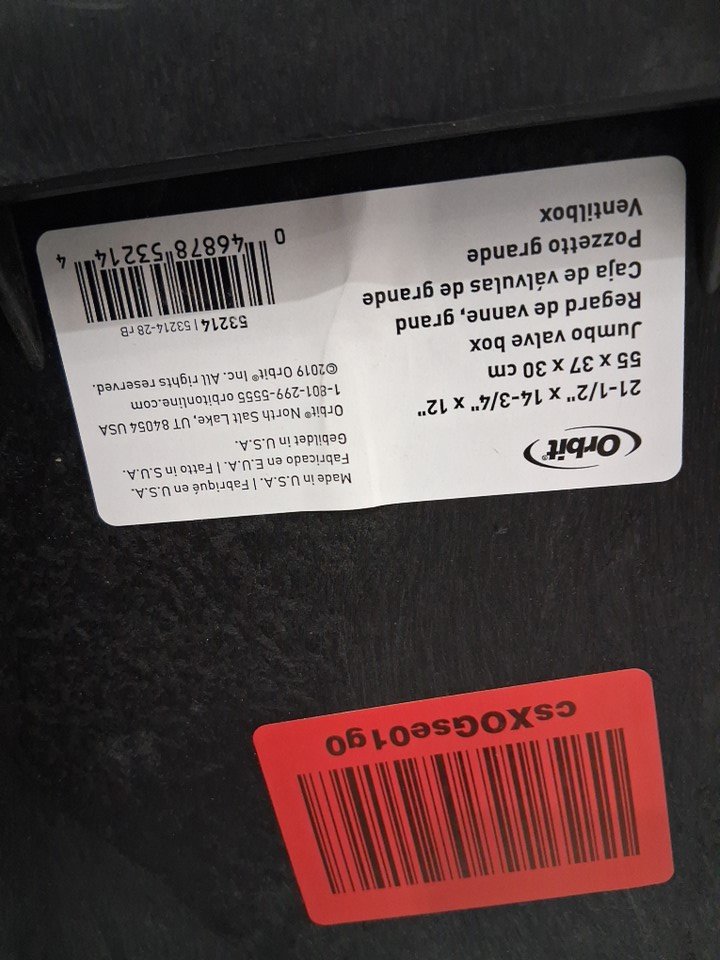 Orbit®
21-1/2" x 14-3/4" x 12"
55 x 37 x 30 cm
Jumbo valve box
Regard de vanne, grand
Caja de válvulas de grande
Pozzetto grande
Ventilbox
Made in U.S.A. | Fabriqué en U.S.A.
Fabricado en E.U.A. | Fatto in S.U.A.
Gebildet in U.S.A.
Orbit® North Salt Lake, UT 84054 USA
1-801-299-5555 orbitonline.com
©2019 Orbit® Inc. All rights reserved.
53214 | 53214-28 rB
0 46878 53214 4
csXOGse01g0